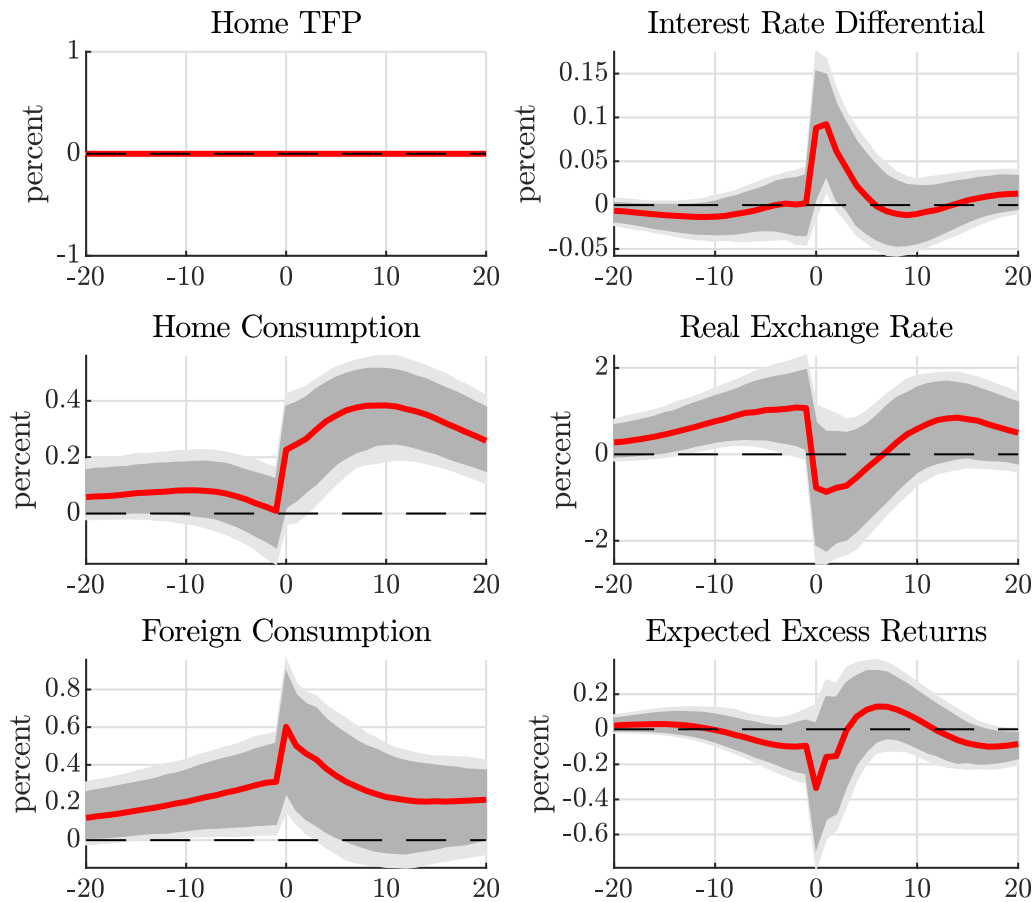 Home TFP
percent
1
0
-1
-20 -10 0 10 20
Interest Rate Differential
percent
0.15
0.1
0.05
0
-0.05
-20 -10 0 10 20
Home Consumption
percent
0.4
0.2
0
-20 -10 0 10 20
Real Exchange Rate
percent
2
0
-2
-20 -10 0 10 20
Foreign Consumption
percent
0.8
0.6
0.4
0.2
0
-20 -10 0 10 20
Expected Excess Returns
percent
0.2
0
-0.2
-0.4
-0.6
-20 -10 0 10 20